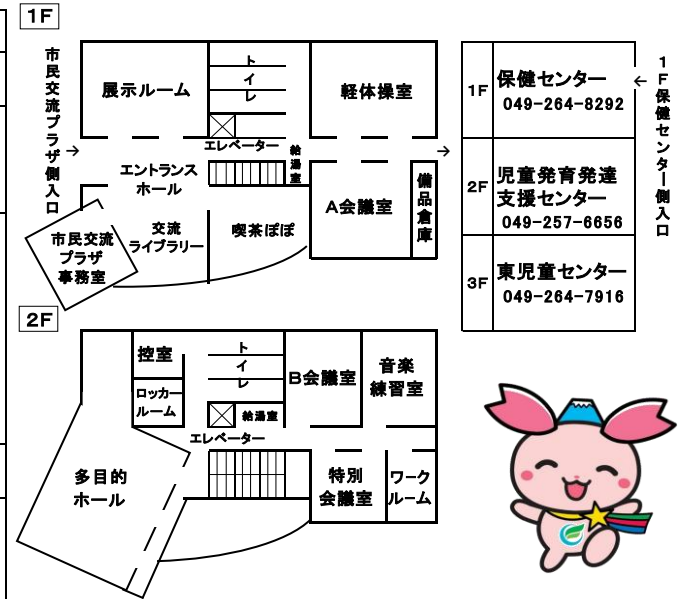 1F
市民交流プラザ側入口
→
展示ルーム
トイレ
軽体操室
エレベーター
給湯室
エントランス
ホール
A会議室
備品倉庫
→
市民交流
プラザ
事務室
交流
ライブラリー
喫茶ぽぽ
1F
保健センター
049-264-8292
2F
児童発育発達
支援センター
049-257-6656
3F
東児童センター
049-264-7916
←
1F保健センター側入口
2F
控室
トイレ
B会議室
音楽
練習室
ロッカー
ルーム
給湯室
エレベーター
多目的
ホール
特別
会議室
ワーク
ルーム